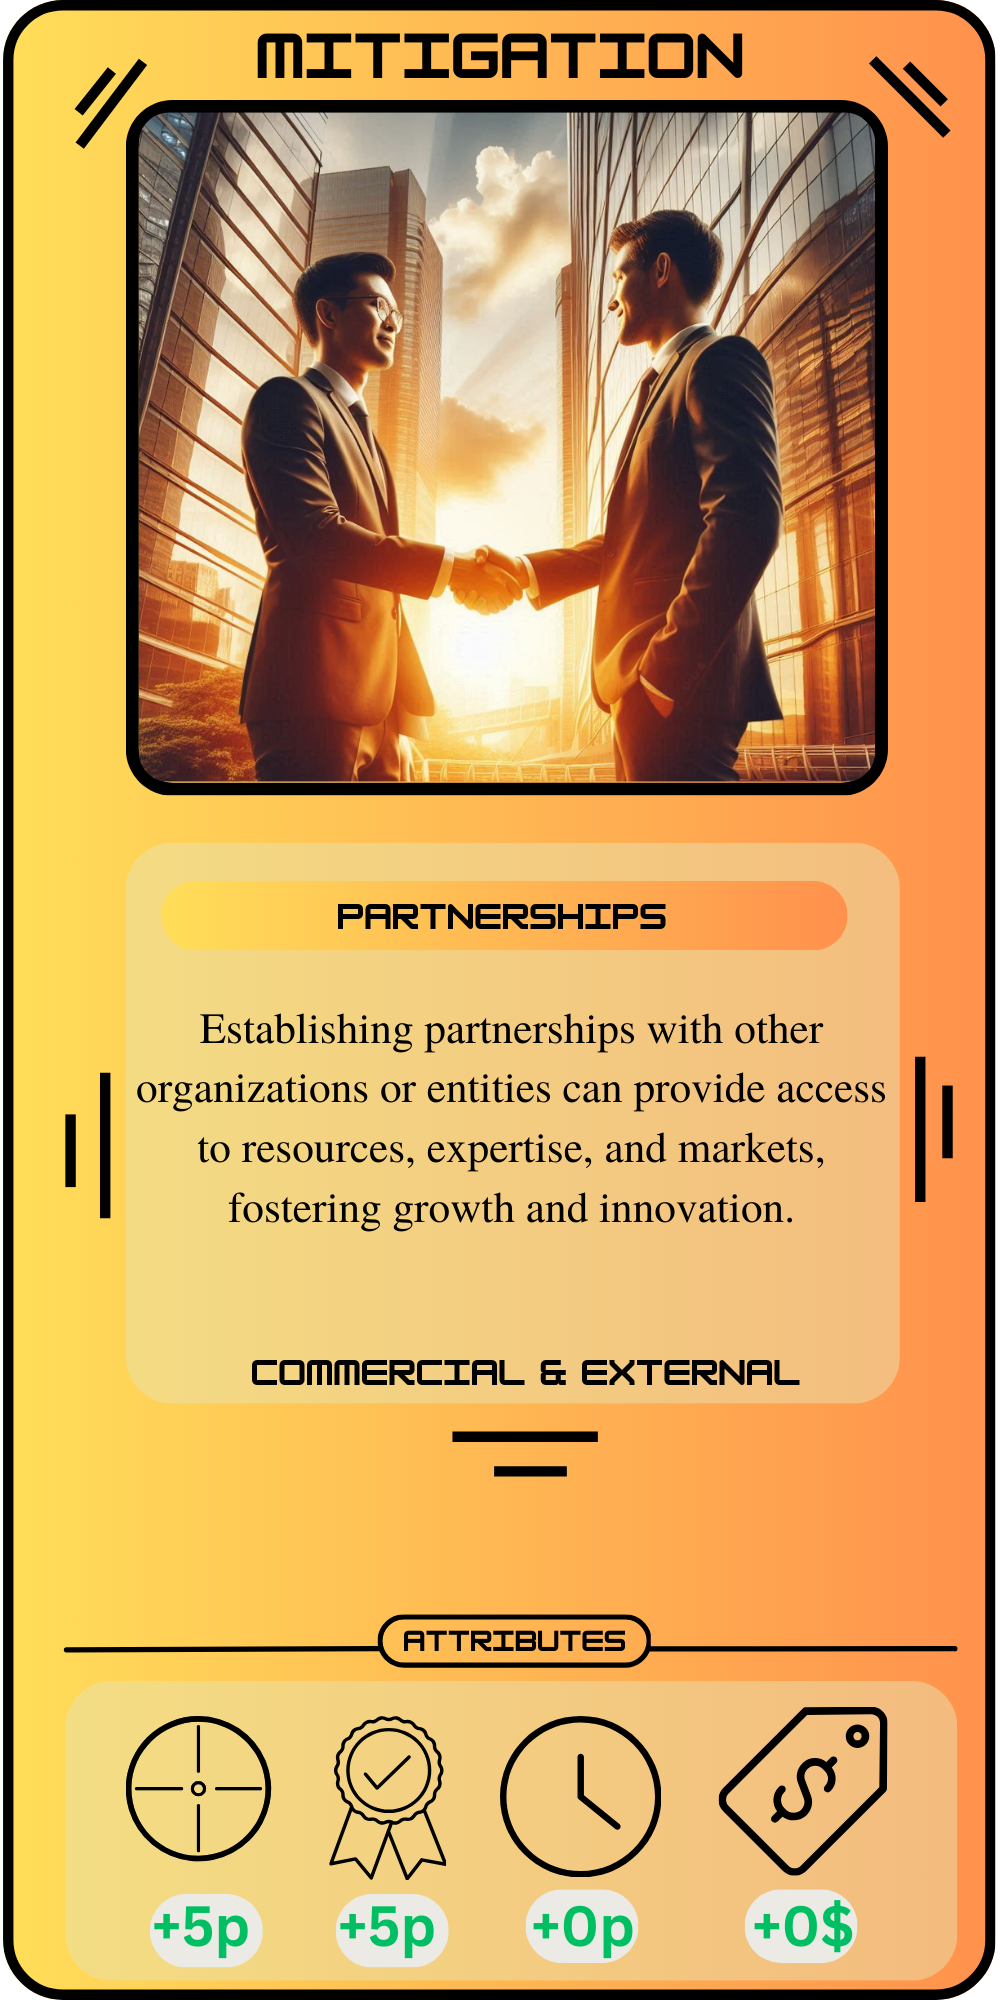 MITIGATION
PARTNERSHIPS
Establishing partnerships with other
organizations or entities can provide access
to resources, expertise, and markets,
fostering growth and innovation.
COMMERCIAL & EXTERNAL
ATTRIBUTES
$
+5p +5p +0p +0$